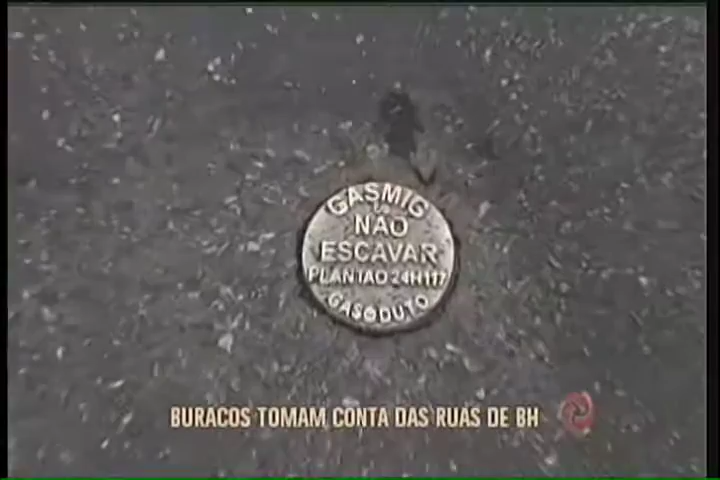 GASMIG
NÃO
ESCAVAR
PLANTÃO 24H 117
GASODUTO
BURACOS TOMAM CONTA DAS RUAS DE BH